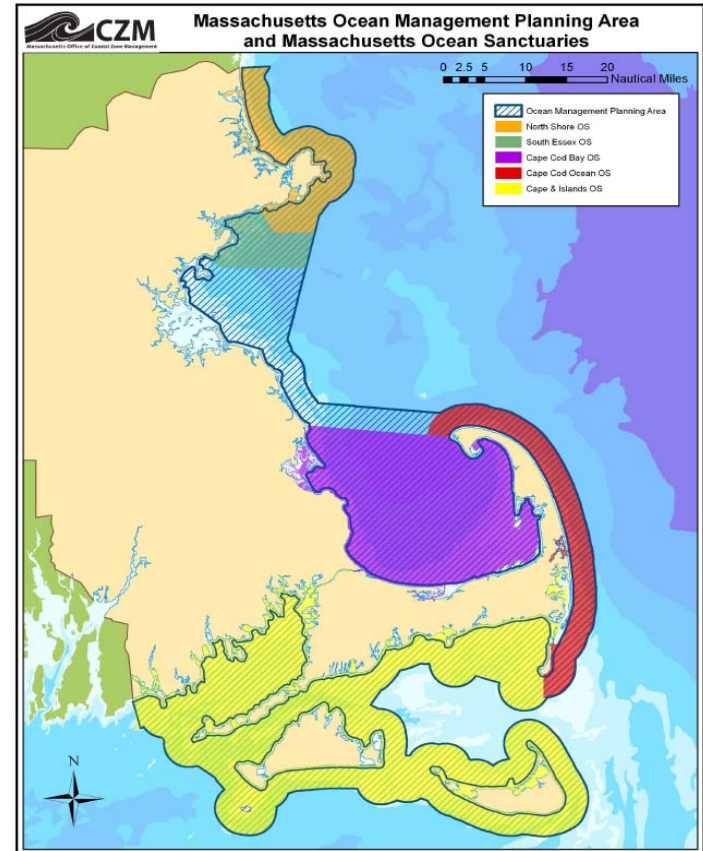 CZM
Massachusetts Office of Coastal Zone Management
Massachusetts Ocean Management Planning Area
and Massachusetts Ocean Sanctuaries
0 2.5 5 10 15 20
Nautical Miles
Ocean Management Planning Area
North Shore OS
South Essex OS
Cape Cod Bay OS
Cape Cod Ocean OS
Cape & Islands OS
N